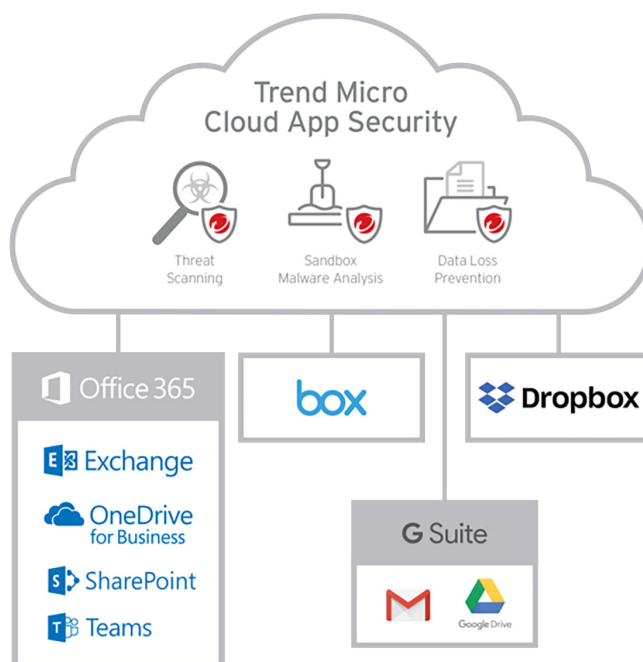 Trend Micro
Cloud App Security
Threat
Scanning
Sandbox
Malware Analysis
Data Loss
Prevention
Office 365
box
Dropbox
E Exchange
OneDrive
for Business
S SharePoint
T Teams
G Suite
Google Drive